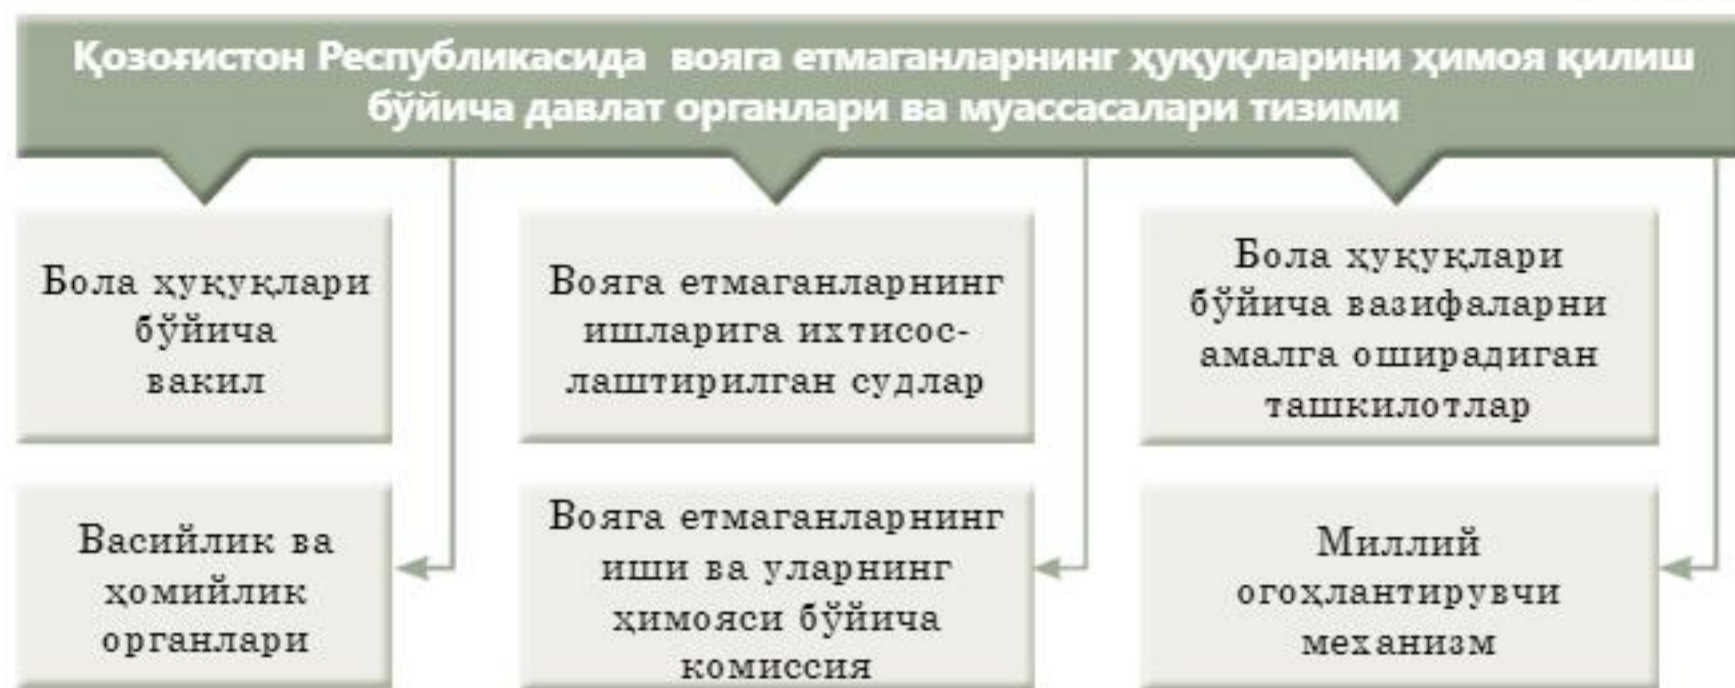 Қозоғистон Республикасида вояга етмаганларнинг ҳуқуқларини ҳимоя қилиш
бўйича давлат органлари ва муассасалари тизими
Бола ҳуқуқлари
бўйича
вакил
Вояга етмаганларнинг
ишларига ихтисос-
лаштирилган судлар
Бола ҳуқуқлари
бўйича вазифаларни
амалга оширадиган
ташкилотлар
Васийлик ва
ҳомийлик
органлари
Вояга етмаганларнинг
иши ва уларнинг
ҳимояси бўйича
комиссия
Миллий
огоҳлантирувчи
механизм